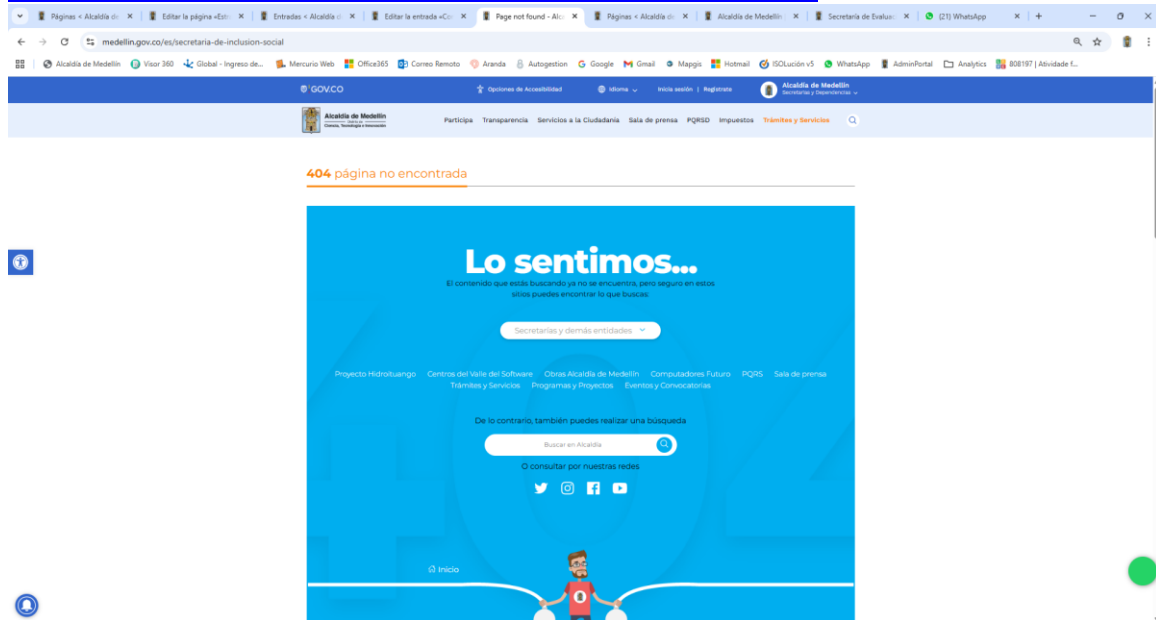 Páginas < Alcaldía de
Editar la página «Est
Entradas < Alcaldía d
Editar la entrada «Co
Page not found - Alc
Páginas < Alcaldía de
Alcaldía de Medellín
Secretaría de Evaluac
(21) WhatsApp
medellin.gov.co/es/secretaria-de-inclusion-social
Alcaldía de Medellín
Visor 360
Global - Ingreso de...
Mercurio Web
Office365
Correo Remoto
Aranda
Autogestion
Google
Gmail
Mapgis
Hotmail
ISOLución v5
WhatsApp
AdminPortal
Analytics
808197 | Atividade f...
GOV.CO
Opciones de Accesibilidad
Idioma
Inicia sesión | Regístrate
Alcaldía de Medellín
Secretarías y Dependencias
Alcaldía de Medellín
Ciencia, Tecnología e Innovación
Participa Transparencia Servicios a la Ciudadanía Sala de prensa PQRSD Impuestos Trámites y Servicios
404 página no encontrada
Lo sentimos...
El contenido que estás buscando ya no se encuentra, pero seguro en estos
sitios puedes encontrar lo que buscas:
Secretarías y demás entidades
Proyecto Hidroituango Centros del Valle del Software Obras Alcaldía de Medellín Computadores Futuro PQRS Sala de prensa
Trámites y Servicios Programas y Proyectos Eventos y Convocatorias
De lo contrario, también puedes realizar una búsqueda
Buscar en Alcaldía
O consultar por nuestras redes
404
Inicio